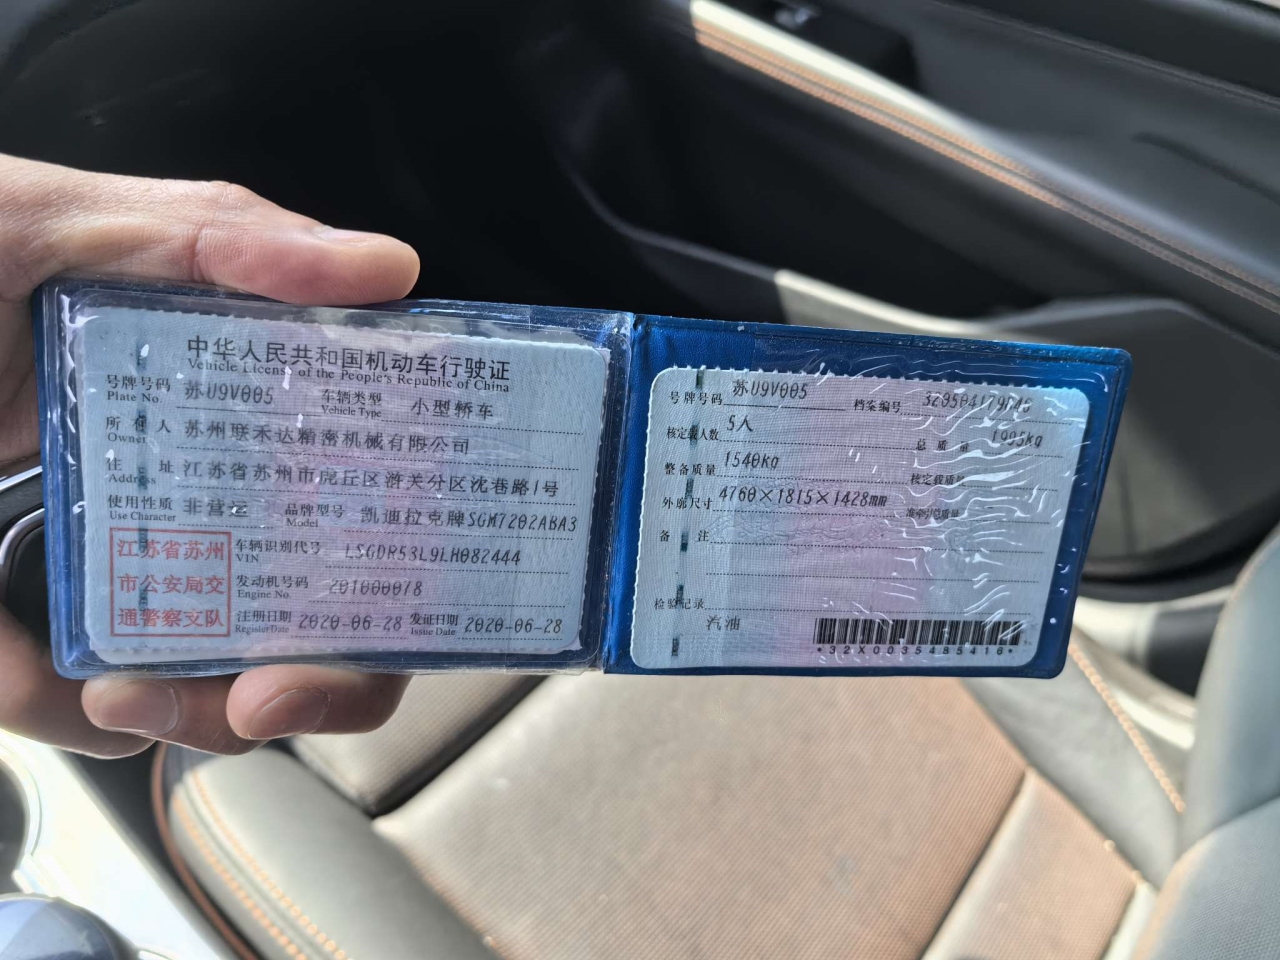 中华人民共和国机动车行驶证
Vehicle License of the People's Republic of China
号牌号码 苏U9V005 车辆类型 小型轿车
Plate No. Vehicle Type
所有人 苏州联禾达精密机械有限公司
Owner
住址 江苏省苏州市虎丘区浒关分区沈巷路1号
Address
使用性质 非营运 品牌型号 凯迪拉克牌SGM7202ABA3
Use Character Model
江苏省苏州
市公安局交
通警察支队
车辆识别代号 LSGDR53L9LH082444
VIN
发动机号码 201000078
Engine No.
注册日期 2020-06-28 发证日期 2020-06-28
Register Date Issue Date
号牌号码 苏U9V005 档案编号
核定载人数 5人 总质量 1995kg
整备质量 1540kg 核定载质量
外廓尺寸 4760×1815×1428mm 准牵引总质量
备注
检验记录
汽油
*32X0035485416*